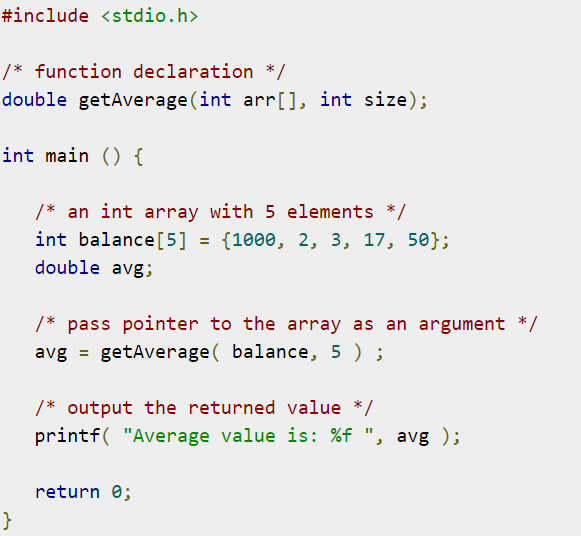 #include <stdio.h>

/* function declaration */
double getAverage(int arr[], int size);

int main () {

   /* an int array with 5 elements */
   int balance[5] = {1000, 2, 3, 17, 50};
   double avg;

   /* pass pointer to the array as an argument */
   avg = getAverage( balance, 5 ) ;

   /* output the returned value */
   printf( "Average value is: %f ", avg );

   return 0;
}